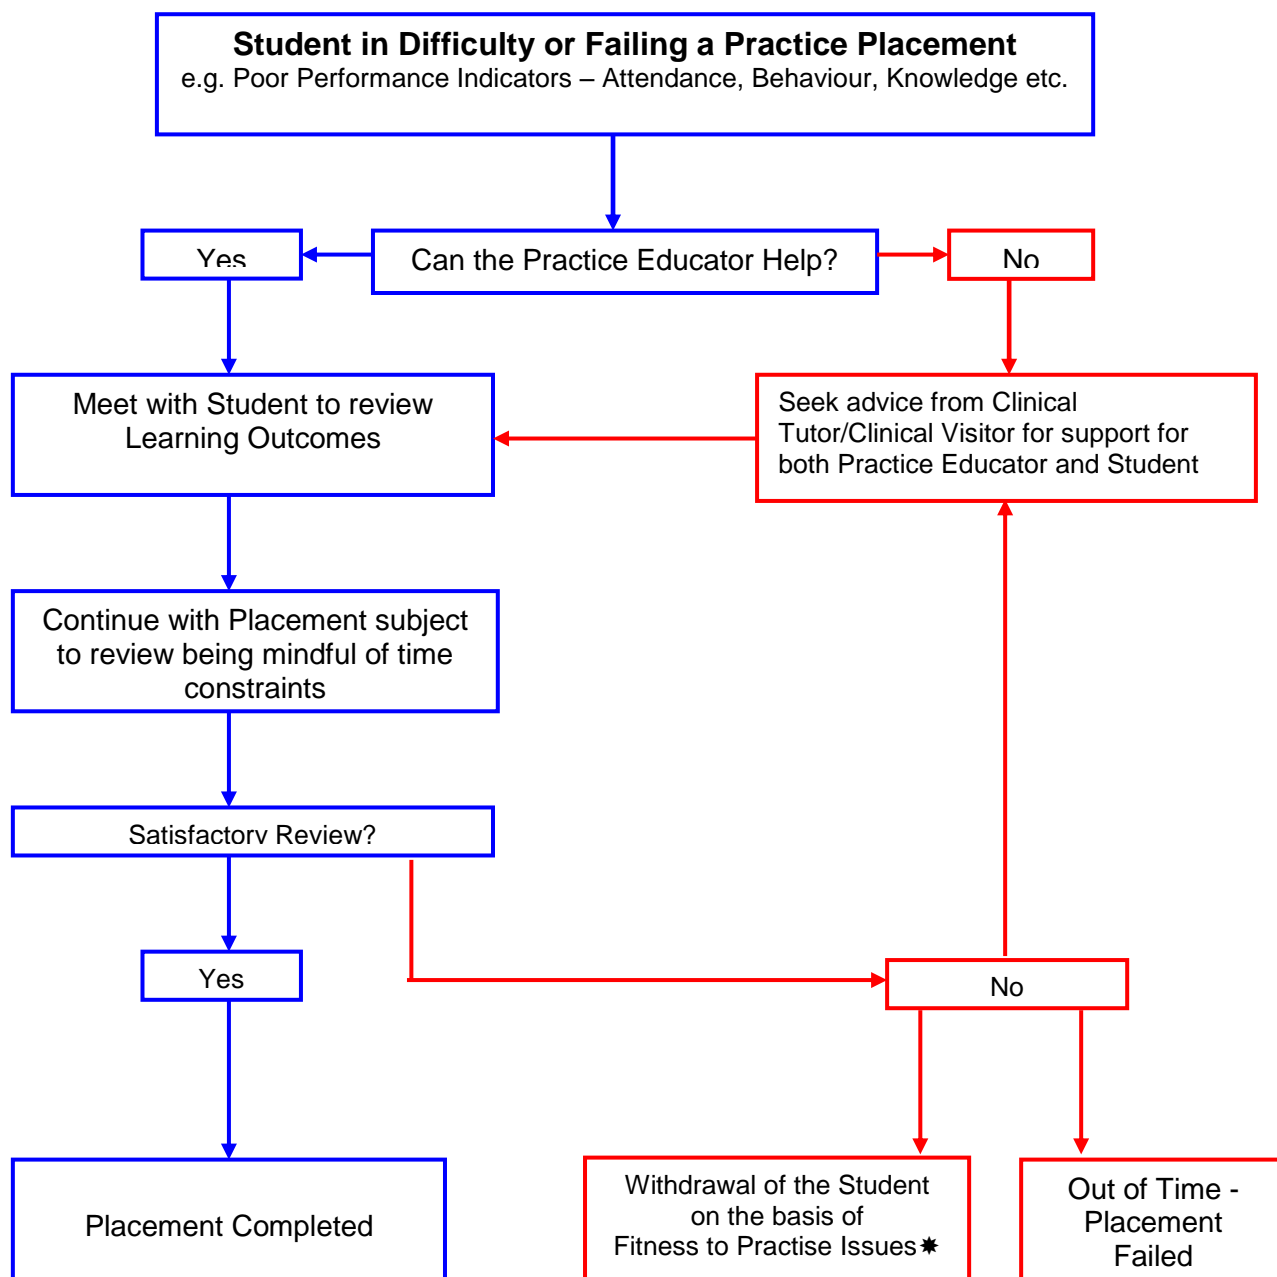 Student in Difficulty or Failing a Practice Placement
e.g. Poor Performance Indicators – Attendance, Behaviour, Knowledge etc.
Yes
Can the Practice Educator Help?
No
Meet with Student to review
Learning Outcomes
Seek advice from Clinical
Tutor/Clinical Visitor for support for
both Practice Educator and Student
Continue with Placement subject
to review being mindful of time
constraints
Satisfactory Review?
Yes
No
Placement Completed
Withdrawal of the Student
on the basis of
Fitness to Practise Issues✷
Out of Time -
Placement
Failed